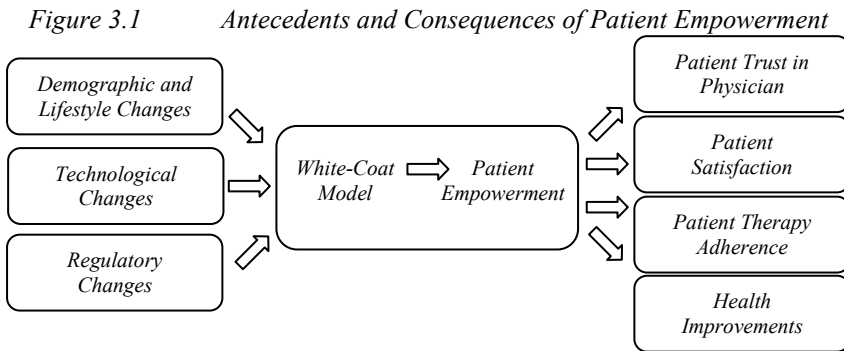 Figure 3.1 Antecedents and Consequences of Patient Empowerment
Demographic and
Lifestyle Changes
Technological
Changes
Regulatory
Changes
White-Coat
Model
Patient
Empowerment
Patient Trust in
Physician
Patient
Satisfaction
Patient Therapy
Adherence
Health
Improvements